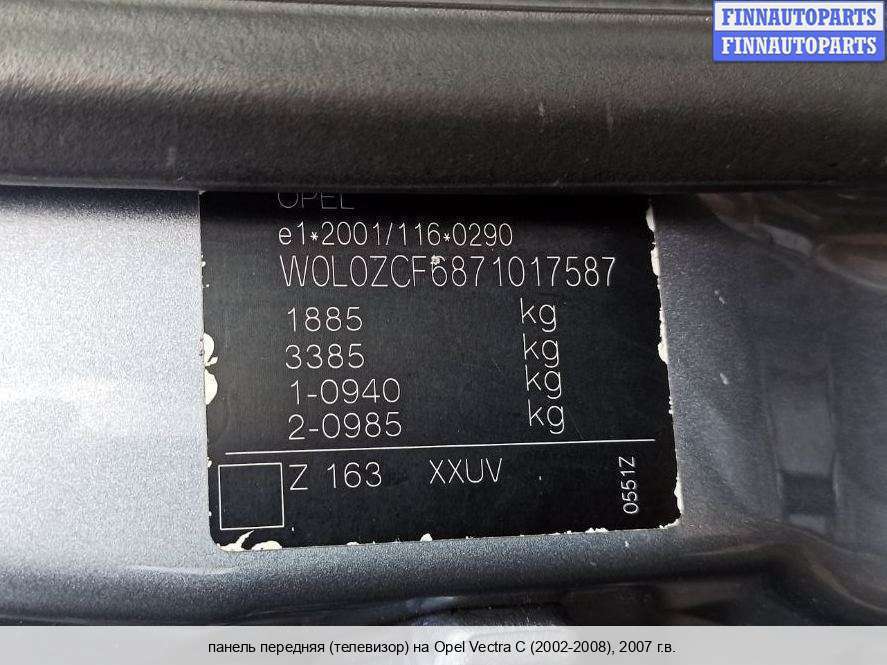 FINNAUTOPARTS
FINNAUTOPARTS
OPEL
e1*2001/116*0290
W0L0ZCF6871017587
1885 kg
3385 kg
1-0940 kg
2-0985 kg
Z 163 XXUV
0551Z
панель передняя (телевизор) на Opel Vectra C (2002-2008), 2007 г.в.